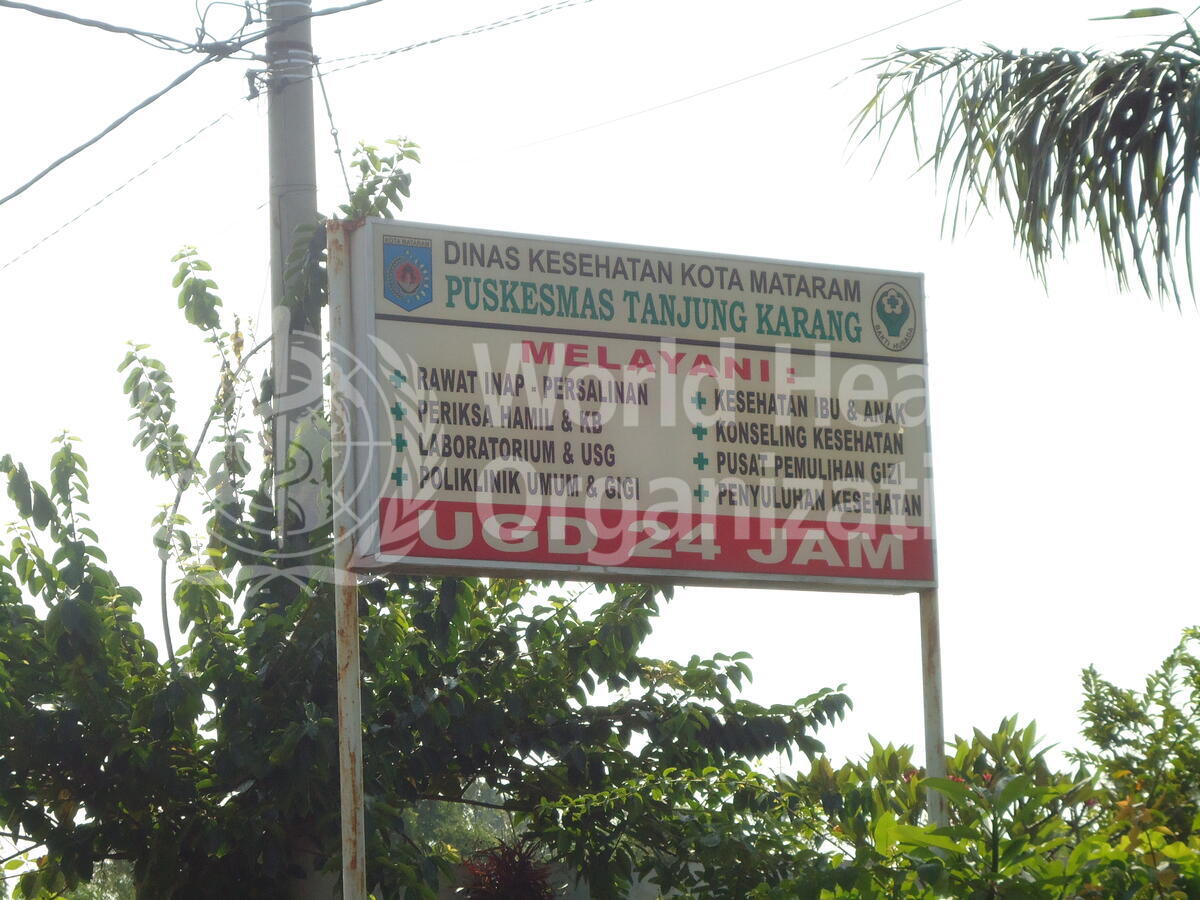 KOTA MATARAM
DINAS KESEHATAN KOTA MATARAM
PUSKESMAS TANJUNG KARANG
BAKTI HUSADA
MELAYANI :
RAWAT INAP - PERSALINAN
PERIKSA HAMIL & KB
LABORATORIUM & USG
POLIKLINIK UMUM & GIGI
KESEHATAN IBU & ANAK
KONSELING KESEHATAN
PUSAT PEMULIHAN GIZI
PENYULUHAN KESEHATAN
UGD 24 JAM
World Hea
Organizati